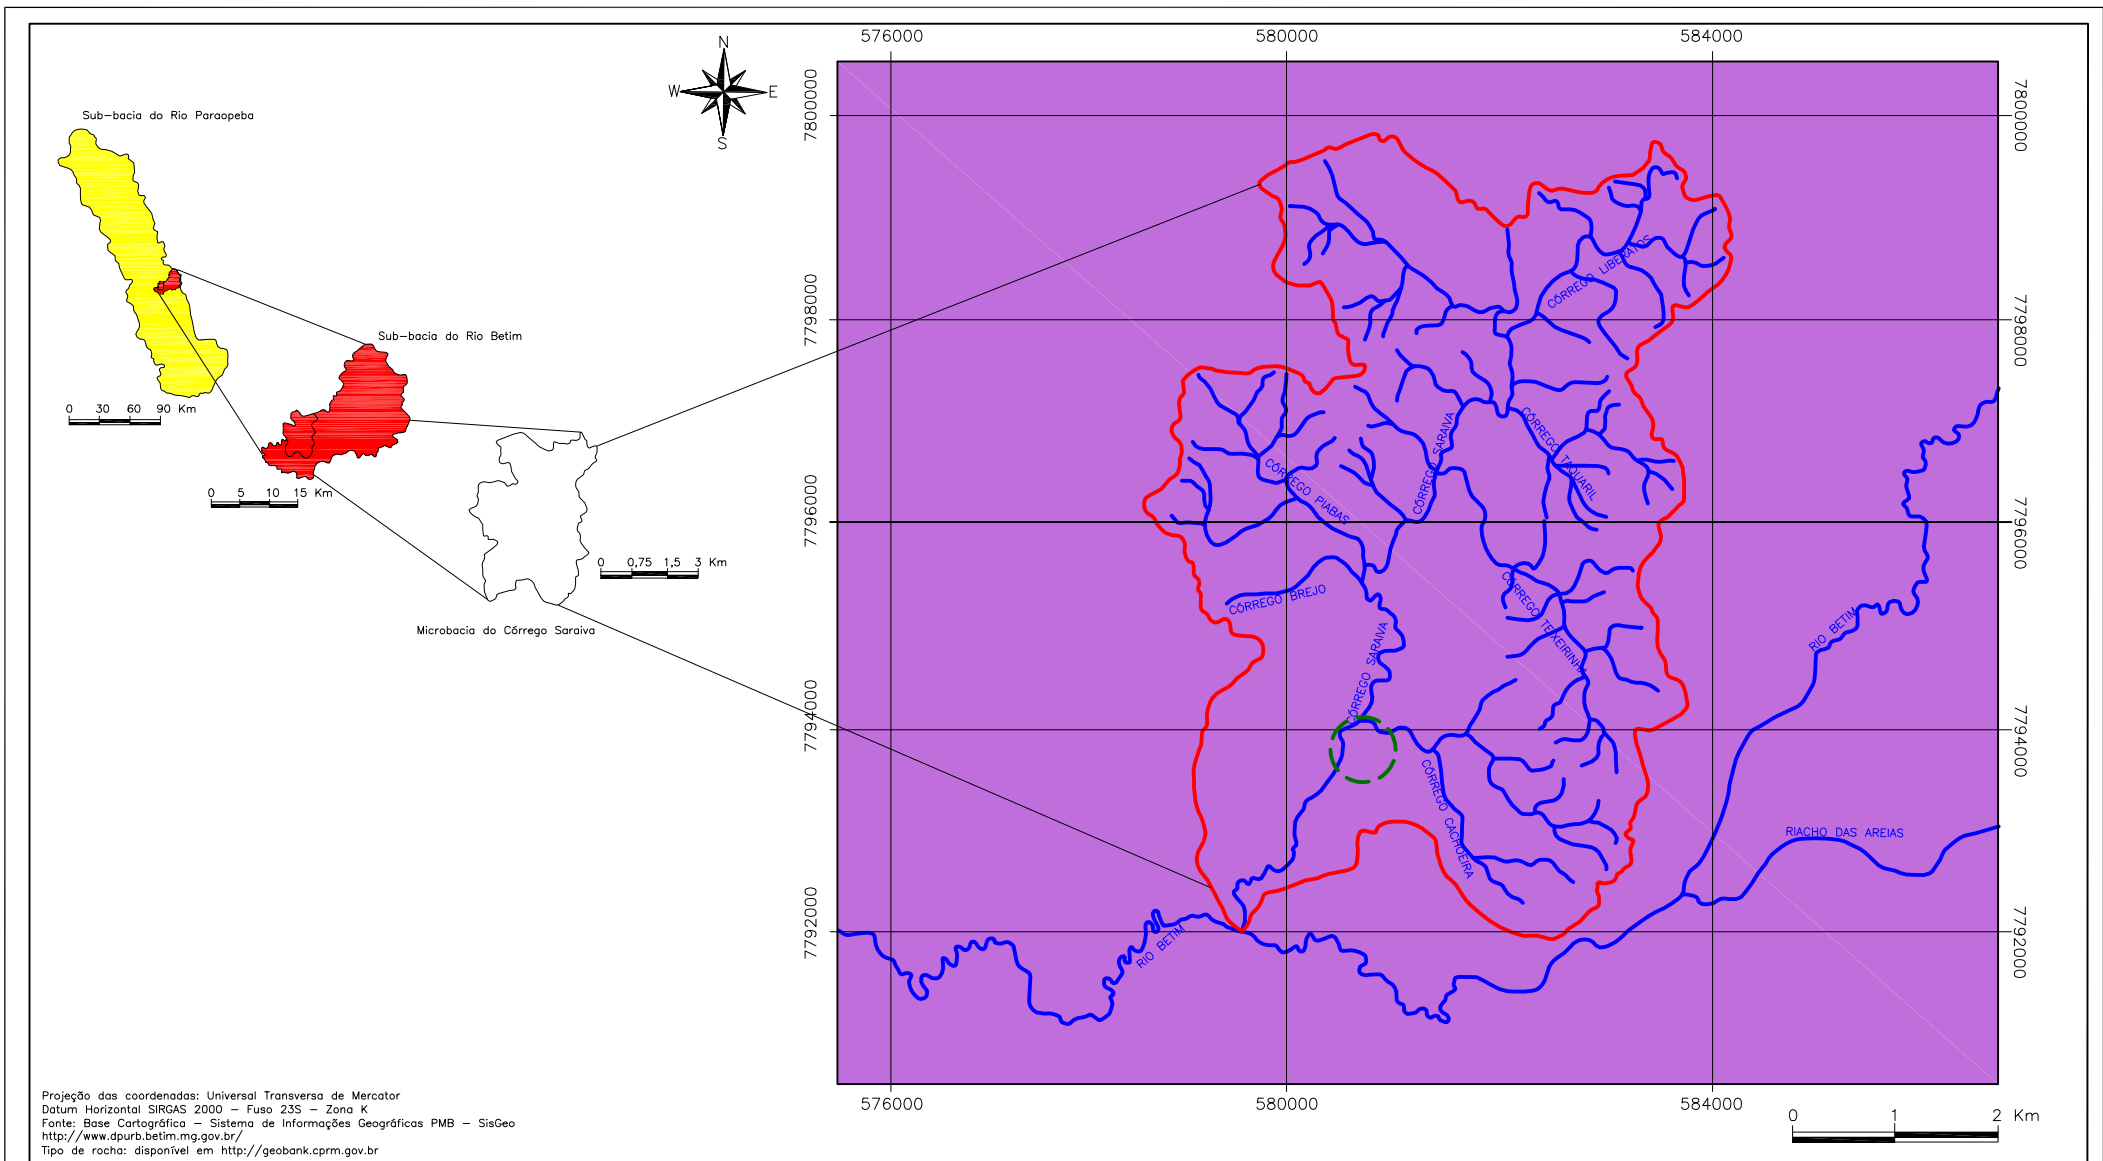 576000
580000
584000
N
W
E
S
7800000
7800000
Sub-bacia do Rio Paraopeba
CÓRREGO LIBERATOS
7798000
7798000
Sub-bacia do Rio Betim
0 30 60 90 Km
CÓRREGO SARAIVA
CÓRREGO TAQUARIL
CÓRREGO PIABAS
0 5 10 15 Km
7796000
7796000
0 0,75 1,5 3 Km
CÓRREGO BREJO
CÓRREGO TEIXEIRINHA
RIO BETIM
Microbacia do Córrego Saraiva
CÓRREGO SARAIVA
7794000
7794000
CÓRREGO CACHOEIRA
RIACHO DAS AREIAS
7792000
7792000
RIO BETIM
Projeção das coordenadas: Universal Transversa de Mercator
Datum Horizontal SIRGAS 2000 – Fuso 23S – Zona K
Fonte: Base Cartográfica – Sistema de Informações Geográficas PMB – SisGeo
http://www.dpurb.betim.mg.gov.br/
Tipo de rocha: disponível em http://geobank.cprm.gov.br
576000
580000
584000
0 1 2 Km